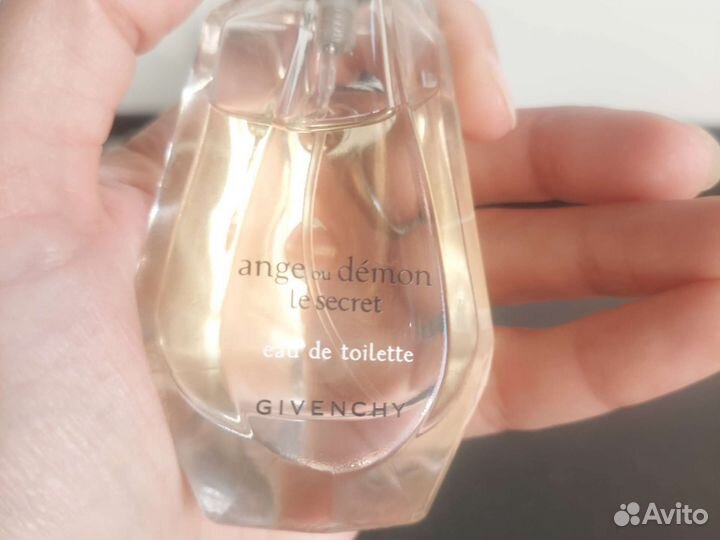 ange ou démon
le secret
eau de toilette
GIVENCHY
Avito